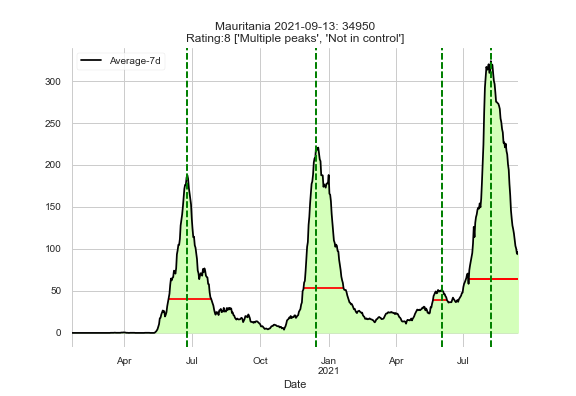 Mauritania 2021-09-13: 34950
Rating:8 ['Multiple peaks', 'Not in control']
Average-7d
300
250
200
150
100
50
0
Apr
Jul
Oct
Jan
2021
Apr
Jul
Date